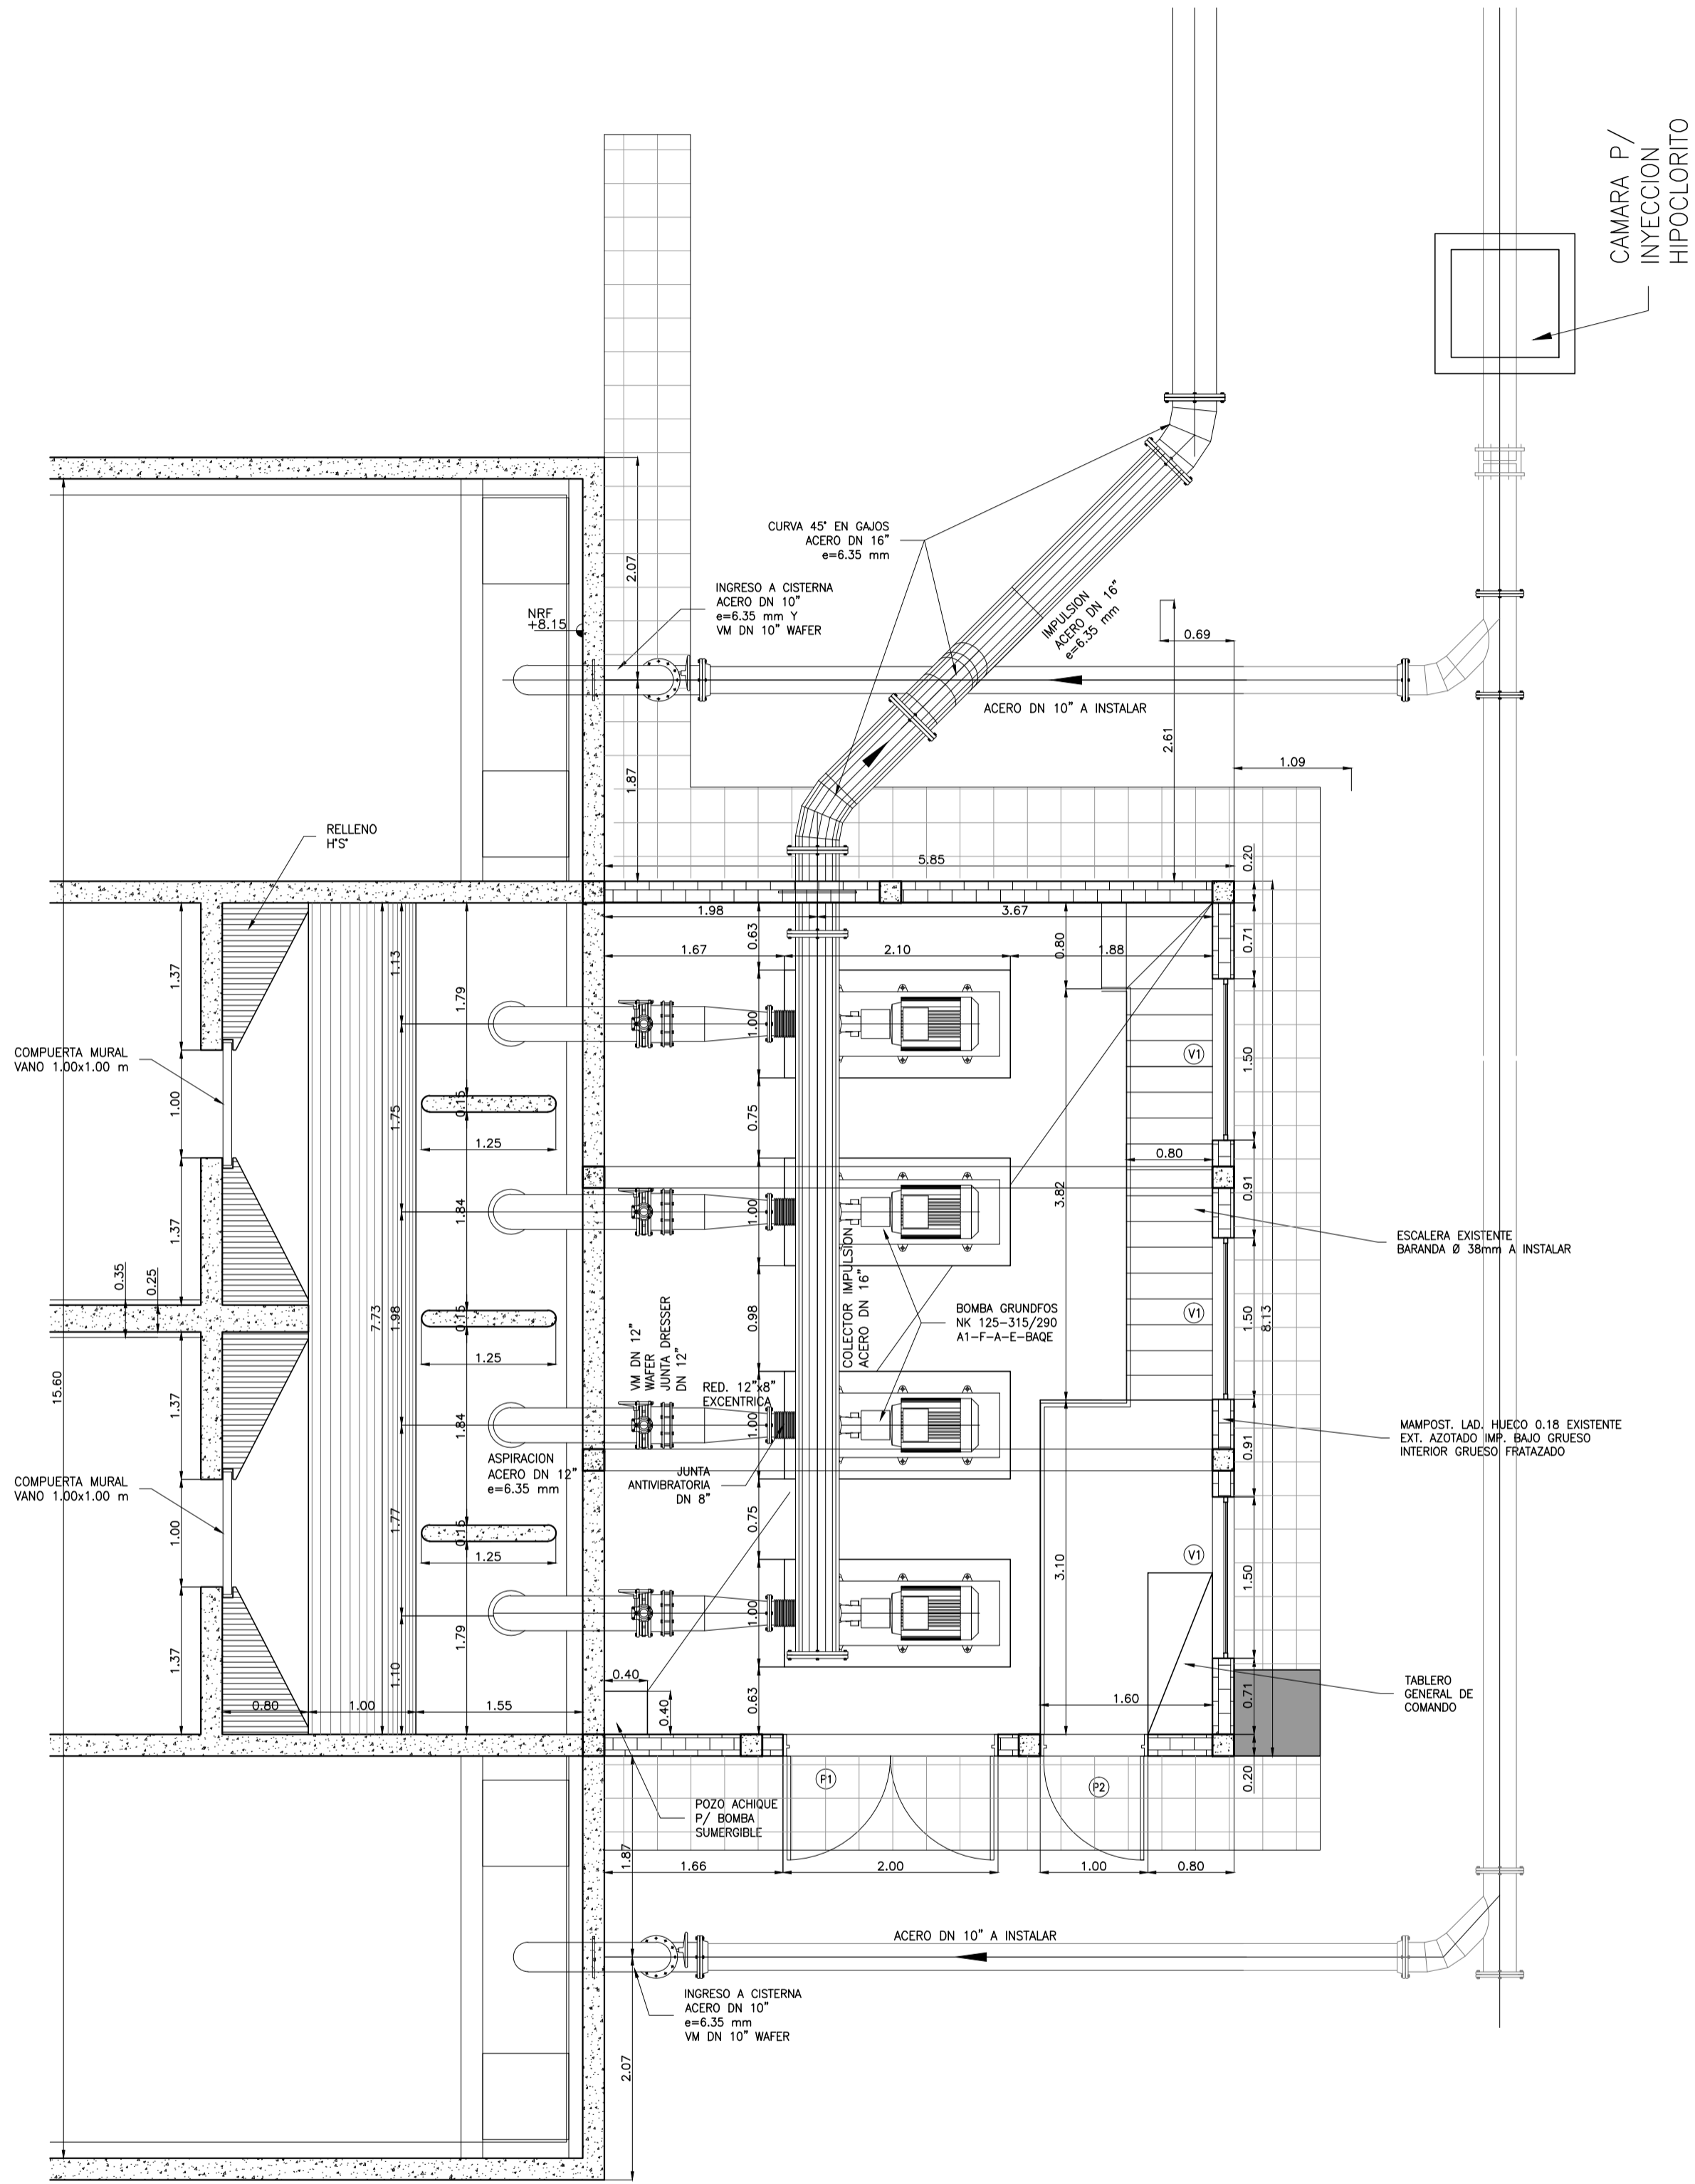 CAMARA P/
INYECCION
HIPOCLORITO
CURVA 45° EN GAJOS
ACERO DN 16"
e=6.35 mm
2.07
INGRESO A CISTERNA
ACERO DN 10"
e=6.35 mm Y
VM DN 10" WAFER
NRF
+8.15
IMPULSION
ACERO DN 16"
e=6.35 mm
0.69
ACERO DN 10" A INSTALAR
2.61
1.09
1.87
RELLENO
H°S°
5.85
0.20
1.98
3.67
0.63
0.80
0.71
1.67
2.10
1.88
1.37
1.13
1.79
1.00
COMPUERTA MURAL
VANO 1.00x1.00 m
V1
1.50
1.00
1.75
0.15
0.75
1.25
0.80
3.82
0.91
1.37
1.84
1.00
ESCALERA EXISTENTE
BARANDA Ø 38mm A INSTALAR
0.35
0.25
COLECTOR IMPULSION
ACERO DN 16"
BOMBA GRUNDFOS
NK 125-315/290
A1-F-A-E-BAQE
V1
1.50
8.13
7.73
1.98
0.15
0.98
1.25
VM DN 12"
WAFER
JUNTA DRESSER
DN 12"
RED. 12"x8"
EXCENTRICA
15.60
1.37
1.84
1.00
0.91
MAMPOST. LAD. HUECO 0.18 EXISTENTE
EXT. AZOTADO IMP. BAJO GRUESO
INTERIOR GRUESO FRATAZADO
ASPIRACION
ACERO DN 12"
e=6.35 mm
JUNTA
ANTIVIBRATORIA
DN 8"
COMPUERTA MURAL
VANO 1.00x1.00 m
1.00
1.77
0.15
0.75
1.25
V1
1.50
3.10
1.37
1.10
1.79
1.00
0.40
0.40
0.63
0.80
1.00
1.55
1.60
0.71
TABLERO
GENERAL DE
COMANDO
P1
P2
0.20
POZO ACHIQUE
P/ BOMBA
SUMERGIBLE
1.87
1.66
2.00
1.00
0.80
ACERO DN 10" A INSTALAR
INGRESO A CISTERNA
ACERO DN 10"
e=6.35 mm
VM DN 10" WAFER
2.07